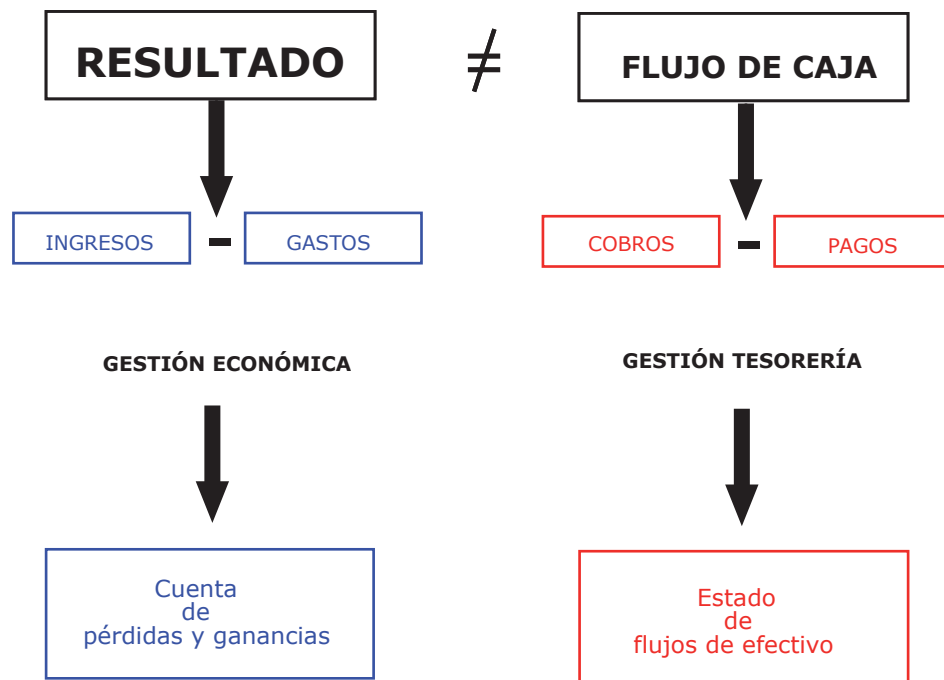 RESULTADO ≠ FLUJO DE CAJA
INGRESOS - GASTOS
COBROS - PAGOS
GESTIÓN ECONÓMICA
GESTIÓN TESORERÍA
Cuenta
de
pérdidas y ganancias
Estado
de
flujos de efectivo